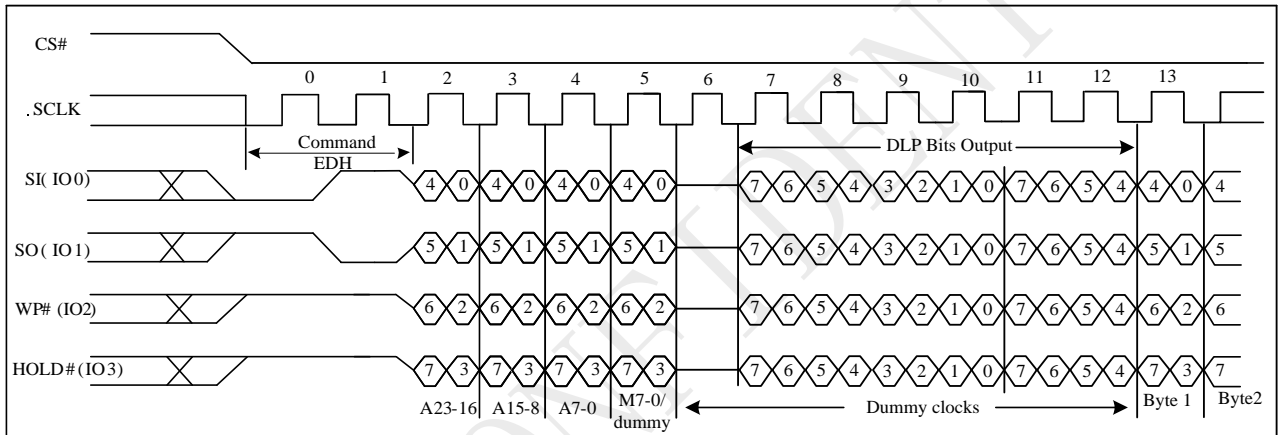 CS#
0 1 2 3 4 5 6 7 8 9 10 11 12 13
.SCLK
Command
EDH
DLP Bits Output
SI( IO0)
4 0 4 0 4 0 4 0 7 6 5 4 3 2 1 0 7 6 5 4 4 0 4
SO ( IO1)
5 1 5 1 5 1 5 1 7 6 5 4 3 2 1 0 7 6 5 4 5 1 5
WP# (IO2)
6 2 6 2 6 2 6 2 7 6 5 4 3 2 1 0 7 6 5 4 6 2 6
HOLD# (IO3)
7 3 7 3 7 3 7 3 7 6 5 4 3 2 1 0 7 6 5 4 7 3 7
A23-16 A15-8 A7-0 M7-0/
dummy
Dummy clocks
Byte 1 Byte2